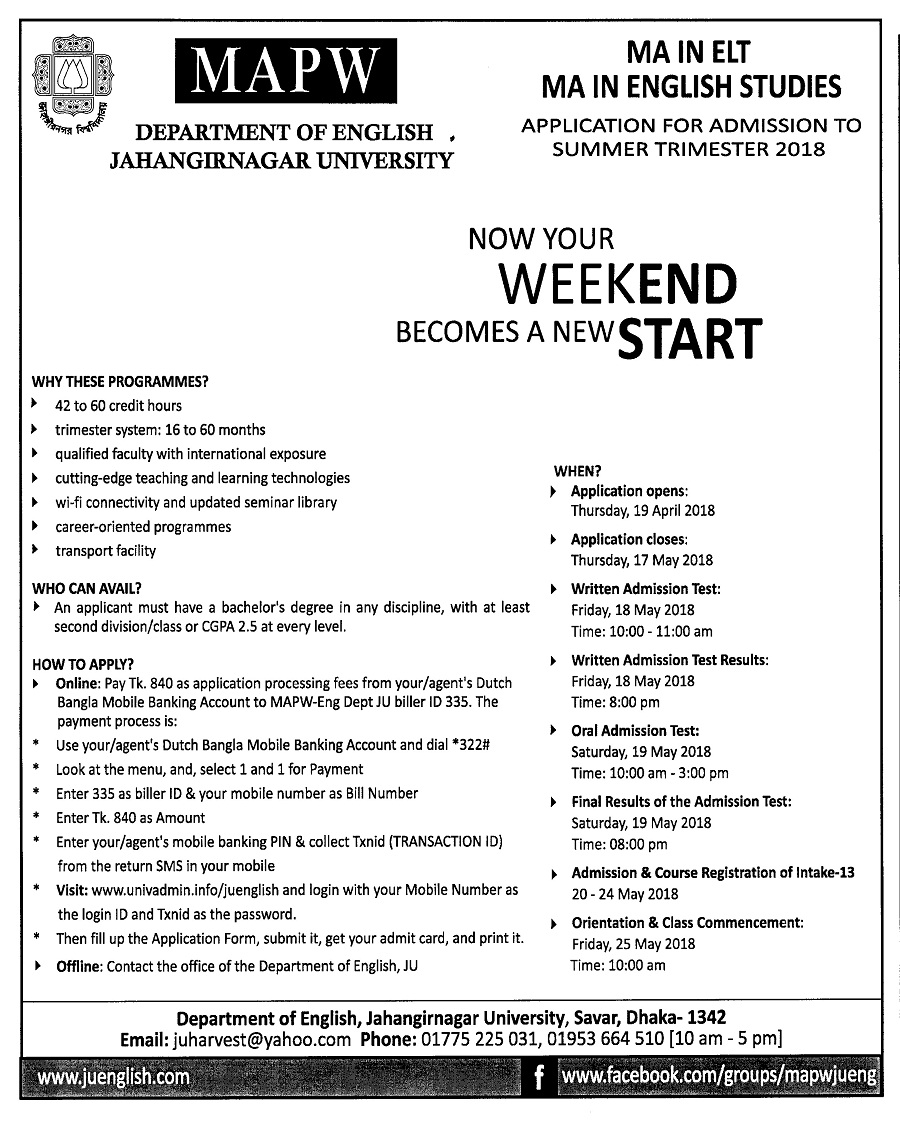 জাহাঙ্গীরনগর বিশ্ববিদ্যালয়
MAPW
DEPARTMENT OF ENGLISH
JAHANGIRNAGAR UNIVERSITY
MA IN ELT
MA IN ENGLISH STUDIES
APPLICATION FOR ADMISSION TO
SUMMER TRIMESTER 2018
NOW YOUR
WEEKEND
BECOMES A NEW START
WHY THESE PROGRAMMES?
42 to 60 credit hours
trimester system: 16 to 60 months
qualified faculty with international exposure
cutting-edge teaching and learning technologies
wi-fi connectivity and updated seminar library
career-oriented programmes
transport facility
WHO CAN AVAIL?
An applicant must have a bachelor's degree in any discipline, with at least
second division/class or CGPA 2.5 at every level.
HOW TO APPLY?
Online: Pay Tk. 840 as application processing fees from your/agent's Dutch
Bangla Mobile Banking Account to MAPW-Eng Dept JU biller ID 335. The
payment process is:
* Use your/agent's Dutch Bangla Mobile Banking Account and dial *322#
* Look at the menu, and, select 1 and 1 for Payment
* Enter 335 as biller ID & your mobile number as Bill Number
* Enter Tk. 840 as Amount
* Enter your/agent's mobile banking PIN & collect Txnid (TRANSACTION ID)
from the return SMS in your mobile
* Visit: www.univadmin.info/juenglish and login with your Mobile Number as
the login ID and Txnid as the password.
* Then fill up the Application Form, submit it, get your admit card, and print it.
Offline: Contact the office of the Department of English, JU
WHEN?
Application opens:
Thursday, 19 April 2018
Application closes:
Thursday, 17 May 2018
Written Admission Test:
Friday, 18 May 2018
Time: 10:00 - 11:00 am
Written Admission Test Results:
Friday, 18 May 2018
Time: 8:00 pm
Oral Admission Test:
Saturday, 19 May 2018
Time: 10:00 am - 3:00 pm
Final Results of the Admission Test:
Saturday, 19 May 2018
Time: 08:00 pm
Admission & Course Registration of Intake-13
20 - 24 May 2018
Orientation & Class Commencement:
Friday, 25 May 2018
Time: 10:00 am
Department of English, Jahangirnagar University, Savar, Dhaka- 1342
Email: juharvest@yahoo.com Phone: 01775 225 031, 01953 664 510 [10 am - 5 pm]
www.juenglish.com
f www.facebook.com/groups/mapwjueng